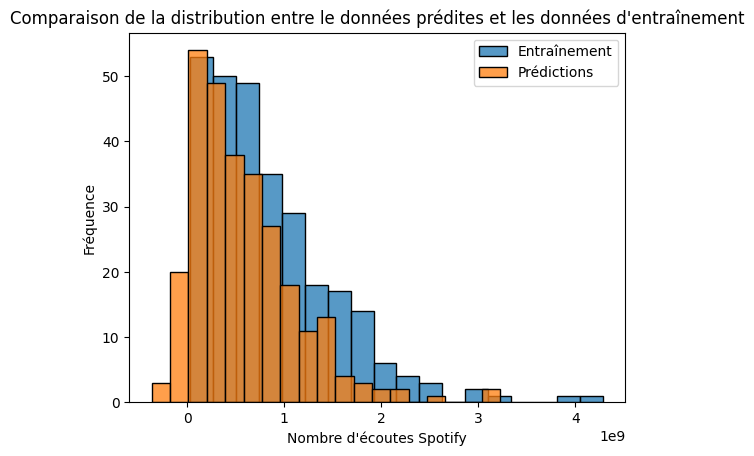 Comparaison de la distribution entre le données prédites et les données d'entraînement
Entraînement
Prédictions
Fréquence
50
40
30
20
10
0
0 1 2 3 4
1e9
Nombre d'écoutes Spotify